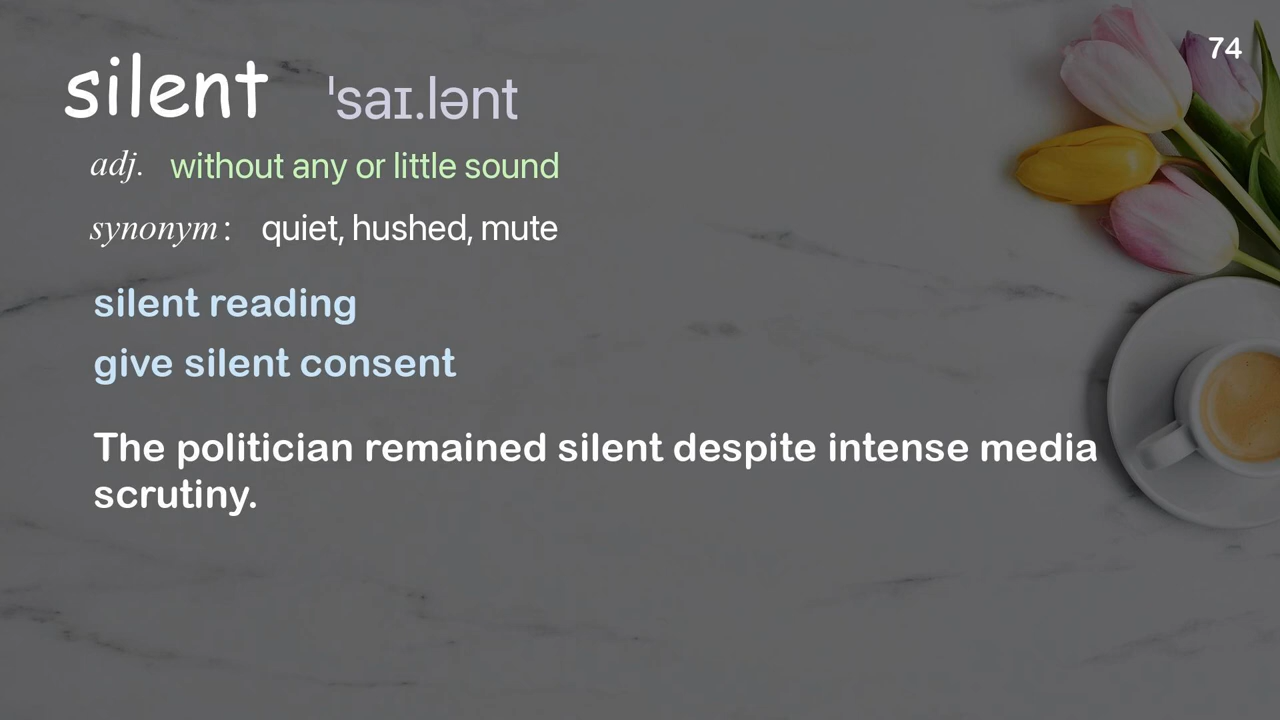 74
silent ˈsaɪ.lənt
adj. without any or little sound
synonym: quiet, hushed, mute
silent reading
give silent consent
The politician remained silent despite intense media
scrutiny.